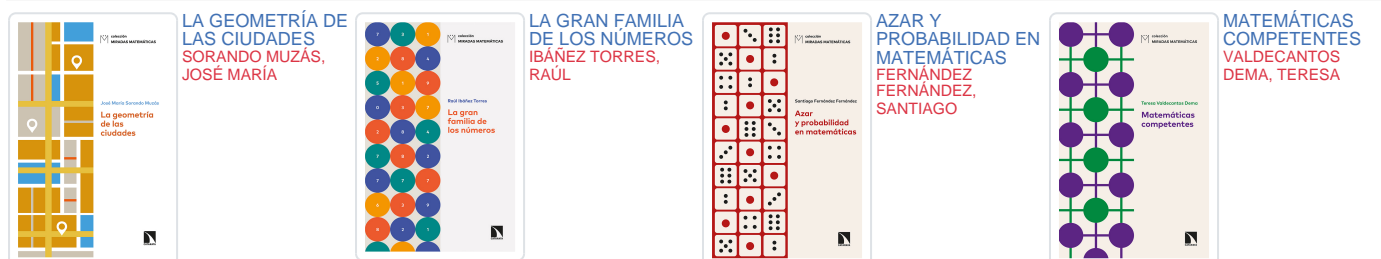 LA GEOMETRÍA DE
LAS CIUDADES
SORANDO MUZÁS,
JOSÉ MARÍA
colección
MIRADAS MATEMÁTICAS
José María Sorando Muzás
La geometría
de las
ciudades
LA GRAN FAMILIA
DE LOS NÚMEROS
IBÁÑEZ TORRES,
RAÚL
colección
MIRADAS MATEMÁTICAS
Raúl Ibáñez Torres
La gran
familia de
los números
AZAR Y
PROBABILIDAD EN
MATEMÁTICAS
FERNÁNDEZ
FERNÁNDEZ,
SANTIAGO
colección
MIRADAS MATEMÁTICAS
Santiago Fernández Fernández
Azar
y probabilidad
en matemáticas
MATEMÁTICAS
COMPETENTES
VALDECANTOS
DEMA, TERESA
colección
MIRADAS MATEMÁTICAS
Teresa Valdecantos Dema
Matemáticas
competentes